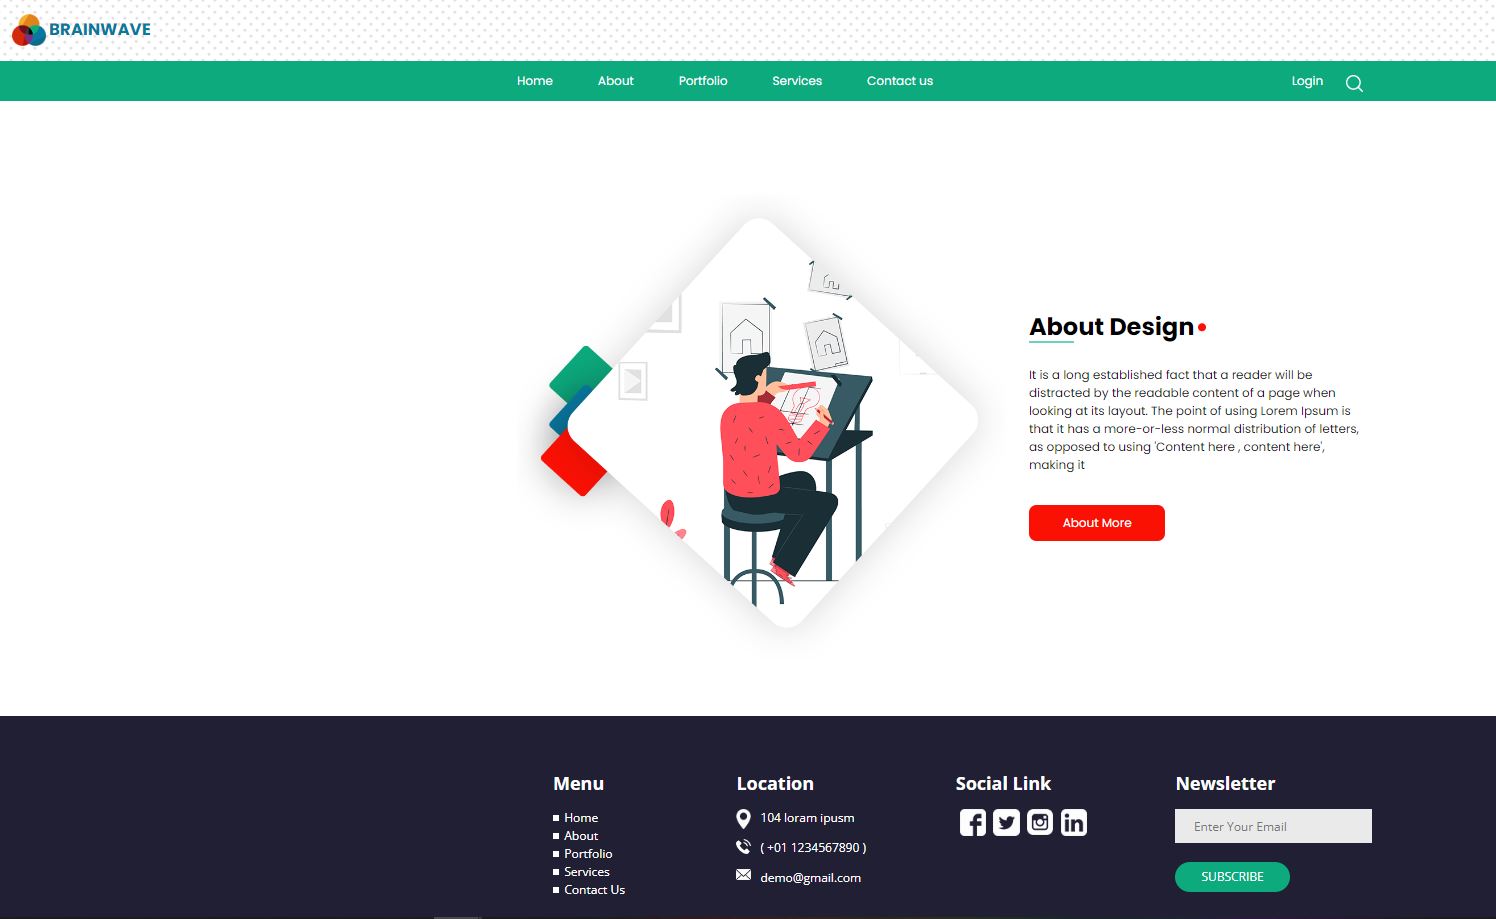 BRAINWAVE
Home About Portfolio Services Contact us Login
About Design
It is a long established fact that a reader will be
distracted by the readable content of a page when
looking at its layout. The point of using Lorem Ipsum is
that it has a more-or-less normal distribution of letters,
as opposed to using 'Content here , content here',
making it
About More
Menu
Home
About
Portfolio
Services
Contact Us
Location
104 loram ipusm
( +01 1234567890 )
demo@gmail.com
Social Link
Newsletter
Enter Your Email
SUBSCRIBE